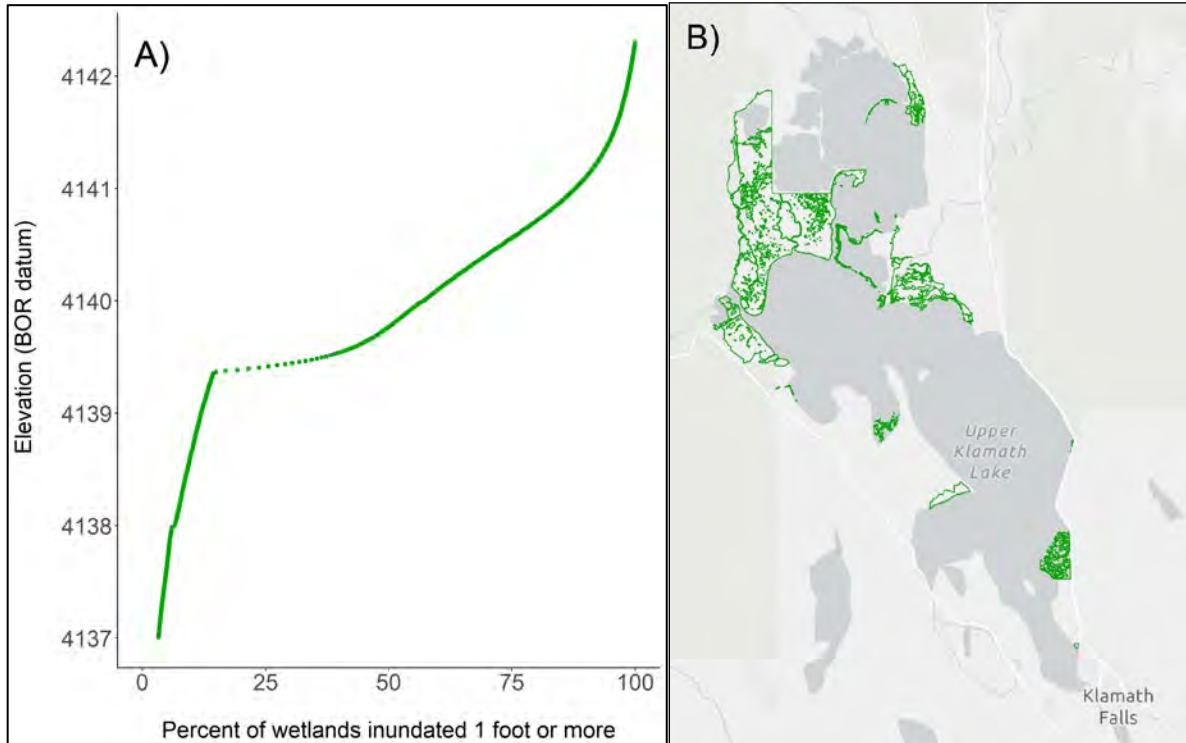 A)
4142
4141
4140
4139
4138
4137
Elevation (BOR datum)
0 25 50 75 100
Percent of wetlands inundated 1 foot or more
B)
Upper
Klamath
Lake
Klamath
Falls